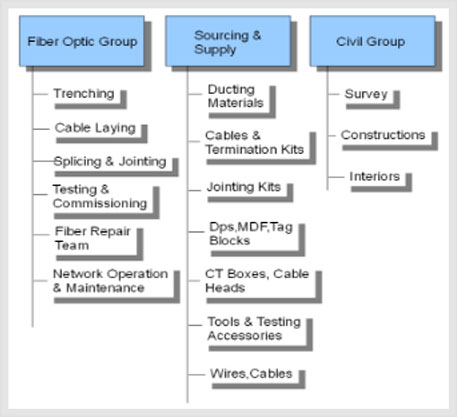 Fiber Optic Group
Trenching
Cable Laying
Splicing & Jointing
Testing &
Commissioning
Fiber Repair
Team
Network Operation
& Maintenance
Sourcing &
Supply
Ducting
Materials
Cables &
Termination Kits
Jointing Kits
Dps,MDF,Tag
Blocks
CT Boxes, Cable
Heads
Tools & Testing
Accessories
Wires,Cables
Civil Group
Survey
Constructions
Interiors